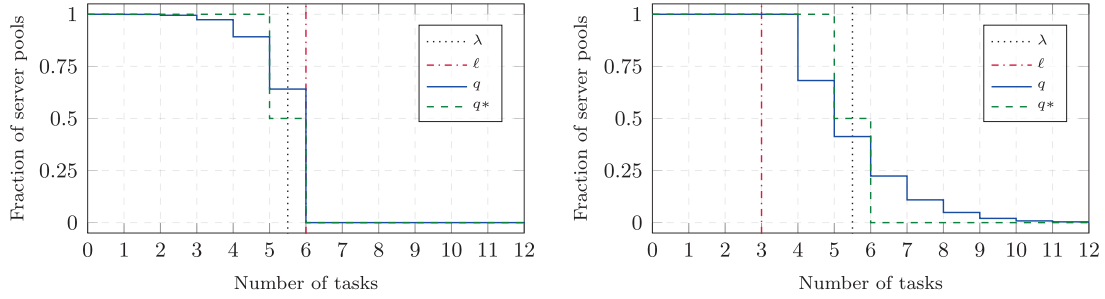 Fraction of server pools
1
0.75
0.5
0.25
0
0 1 2 3 4 5 6 7 8 9 10 11 12
Number of tasks
λ
ℓ
q
q*
Fraction of server pools
1
0.75
0.5
0.25
0
0 1 2 3 4 5 6 7 8 9 10 11 12
Number of tasks
λ
ℓ
q
q*